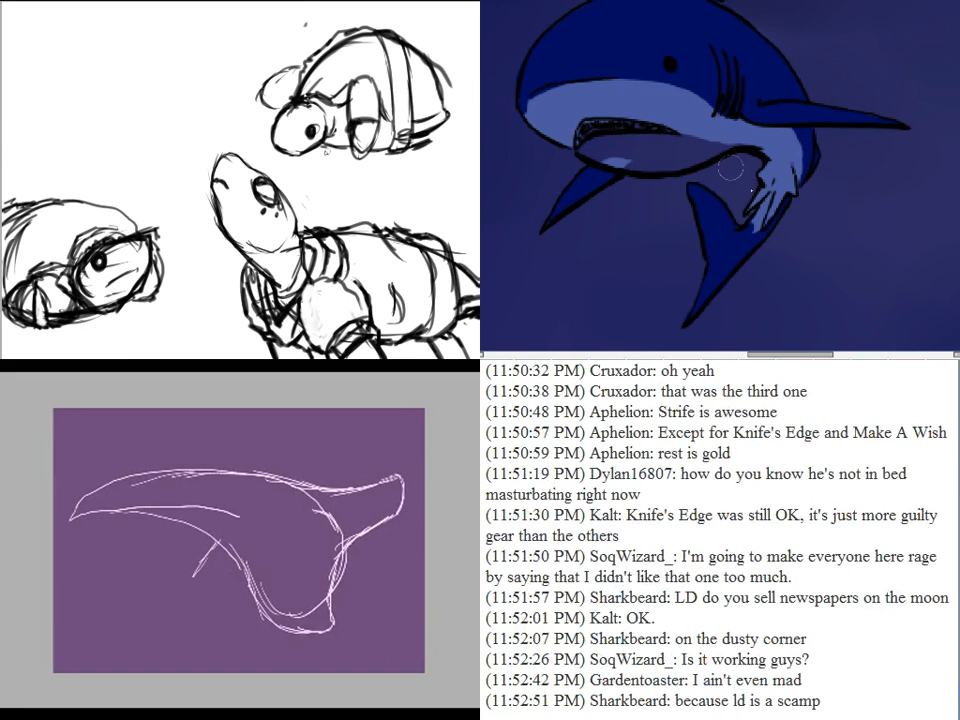 (11:50:32 PM) Cruxador: oh yeah
(11:50:38 PM) Cruxador: that was the third one
(11:50:48 PM) Aphelion: Strife is awesome
(11:50:57 PM) Aphelion: Except for Knife's Edge and Make A Wish
(11:50:59 PM) Aphelion: rest is gold
(11:51:19 PM) Dylan16807: how do you know he's not in bed
masturbating right now
(11:51:30 PM) Kalt: Knife's Edge was still OK, it's just more guilty
gear than the others
(11:51:50 PM) SoqWizard_: I'm going to make everyone here rage
by saying that I didn't like that one too much.
(11:51:57 PM) Sharkbeard: LD do you sell newspapers on the moon
(11:52:01 PM) Kalt: OK.
(11:52:07 PM) Sharkbeard: on the dusty corner
(11:52:26 PM) SoqWizard_: Is it working guys?
(11:52:42 PM) Gardentoaster: I ain't even mad
(11:52:51 PM) Sharkbeard: because ld is a scamp